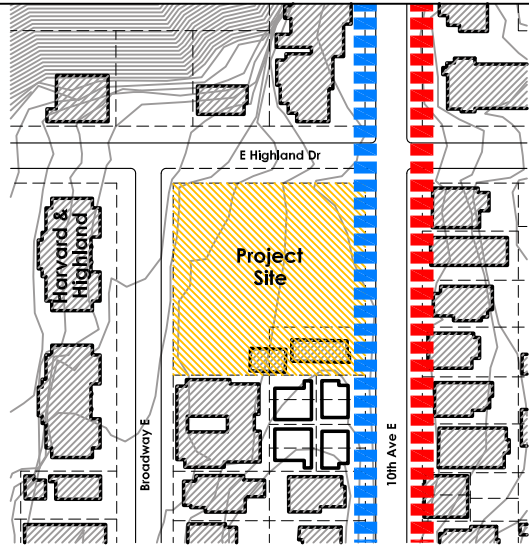 E Highland Dr
Harvard &
Highland
Project
Site
Broadway E
10th Ave E